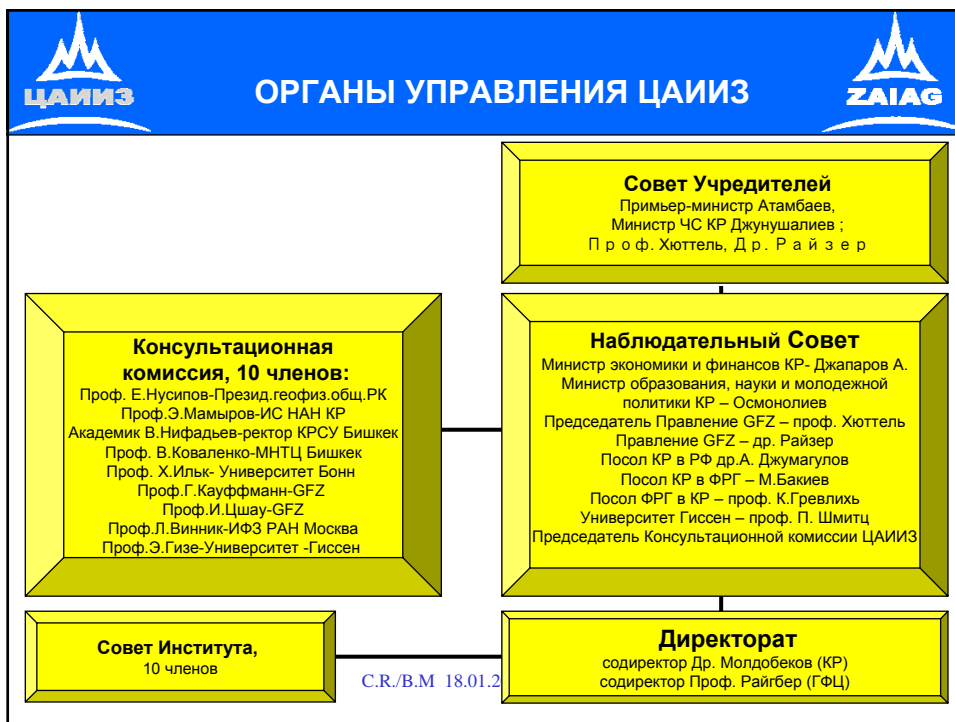 ЦАИИЗ
ОРГАНЫ УПРАВЛЕНИЯ ЦАИИЗ
ZAIAG
Совет Учредителей
Примьер-министр Атамбаев,
Министр ЧС КР Джунушалиев ;
П р о ф. Хюттель, Д р . Р а й з е р
Консультационная
комиссия, 10 членов:
Проф. Е.Нусипов-Презид.геофиз.общ.РК
Проф.Э.Мамыров-ИС НАН КР
Академик В.Нифадьев-ректор КРСУ Бишкек
Проф. В.Коваленко-МНТЦ Бишкек
Проф. Х.Ильк- Университет Бонн
Проф.Г.Кауффманн-GFZ
Проф.И.Цшау-GFZ
Проф.Л.Винник-ИФЗ РАН Москва
Проф.Э.Гизе-Университет -Гиссен
Наблюдательный Совет
Министр экономики и финансов КР- Джапаров А.
Министр образования, науки и молодежной
политики КР – Осмонолиев
Председатель Правление GFZ – проф. Хюттель
Правление GFZ – др. Райзер
Посол КР в РФ др.А. Джумагулов
Посол КР в ФРГ – М.Бакиев
Посол ФРГ в КР – проф. К.Гревлихь
Университет Гиссен – проф. П. Шмитц
Председатель Консультационной комиссии ЦАИИЗ
Совет Института,
10 членов
C.R./B.M 18.01.2
Директорат
содиректор Др. Молдобеков (КР)
содиректор Проф. Райгбер (ГФЦ)